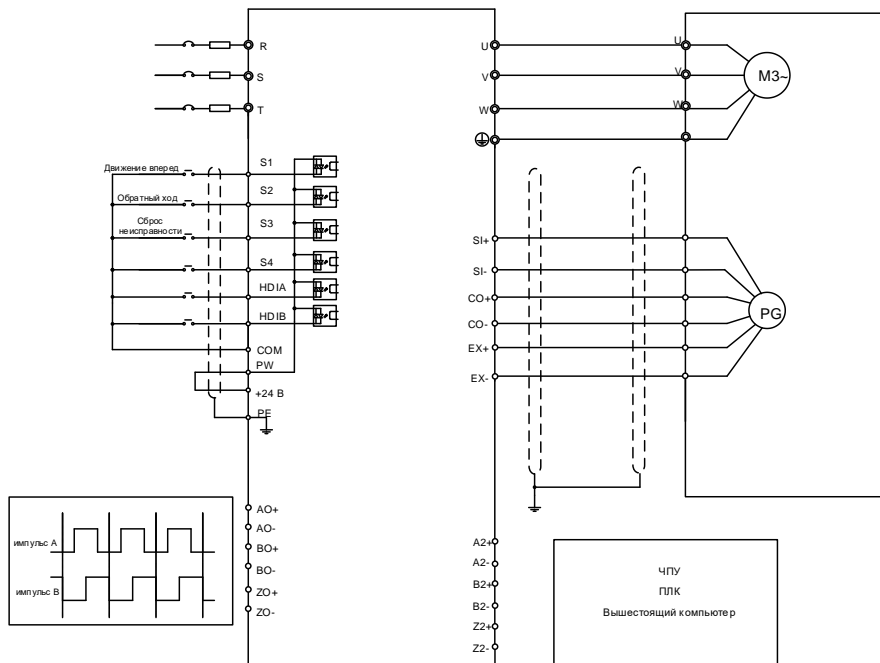 R
S
T
U
V
W
U
V
W
M3~
Движение вперед
Обратный ход
Сброс
неисправности
S1
S2
S3
S4
HDIA
HDIB
COM
PW
+24 В
PE
SI+
SI-
CO+
CO-
EX+
EX-
PG
импульс А
импульс В
AO+
AO-
BO+
BO-
ZO+
ZO-
A2+
A2-
B2+
B2-
Z2+
Z2-
ЧПУ
ПЛК
Вышестоящий компьютер